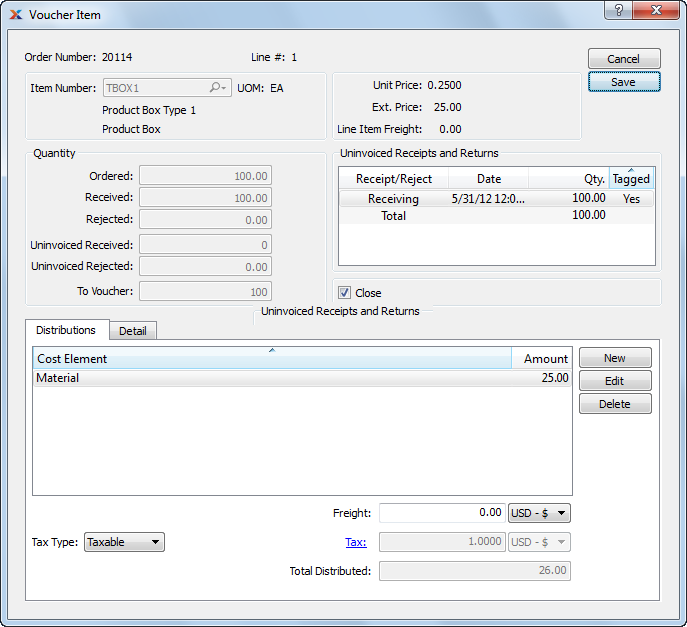 Voucher Item
?
Order Number: 20114 Line #: 1
Cancel
Save
Item Number: TBOX1 UOM: EA
Product Box Type 1
Product Box
Unit Price: 0.2500
Ext. Price: 25.00
Line Item Freight: 0.00
Quantity
Ordered: 100.00
Received: 100.00
Rejected: 0.00
Uninvoiced Received: 0
Uninvoiced Rejected: 0.00
To Voucher: 100
Uninvoiced Receipts and Returns
Receipt/Reject Date Qty. Tagged
Receiving 5/31/12 12:0... 100.00 Yes
Total 100.00
Close
Uninvoiced Receipts and Returns
Distributions Detail
Cost Element Amount
Material 25.00
New
Edit
Delete
Freight: 0.00 USD - $
Tax Type: Taxable Tax: 1.0000 USD - $
Total Distributed: 26.00